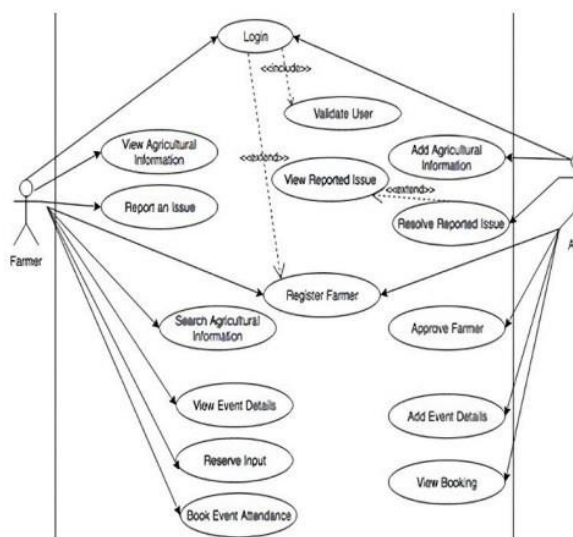 Login
<<include>>
Validate User
View Agricultural
Information
Add Agricultural
Information
<<extend>>
View Reported Issue
<<extend>>
Report an Issue
Resolve Reported Issue
Farmer
A
Register Farmer
Search Agricultural
Information
Approve Farmer
View Event Details
Add Event Details
Reserve Input
View Booking
Book Event Attendance